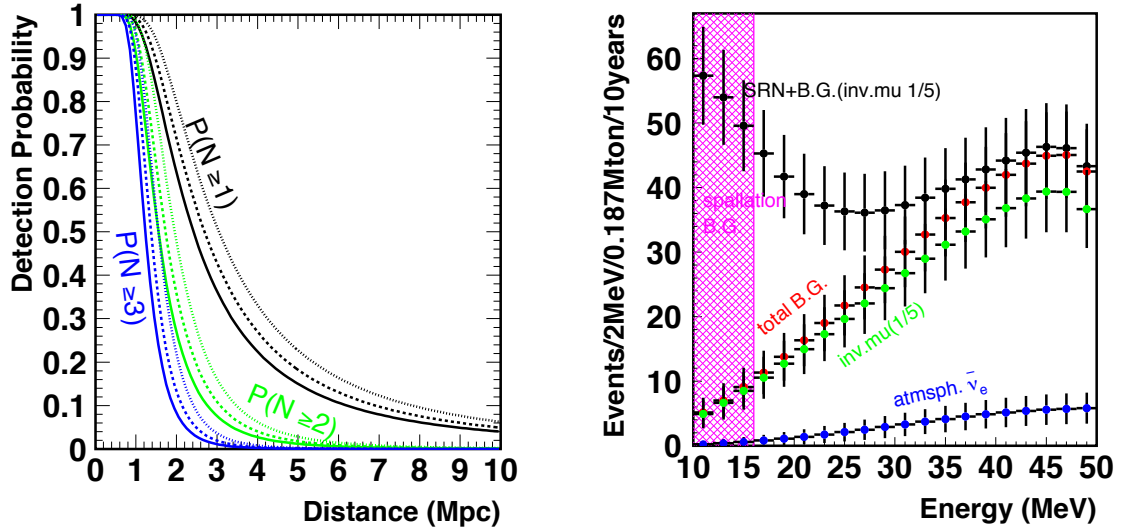 Detection Probability
1
0.9
0.8
0.7
0.6
0.5
0.4
0.3
0.2
0.1
0
P(N ≥1)
P(N ≥2)
P(N ≥3)
0 1 2 3 4 5 6 7 8 9 10
Distance (Mpc)
Events/2MeV/0.187Mton/10years
60
50
40
30
20
10
0
SRN+B.G.(inv.mu 1/5)
spallation
B.G
total B.G.
inv.mu(1/5)
atmsph. ν̄e
10 15 20 25 30 35 40 45 50
Energy (MeV)